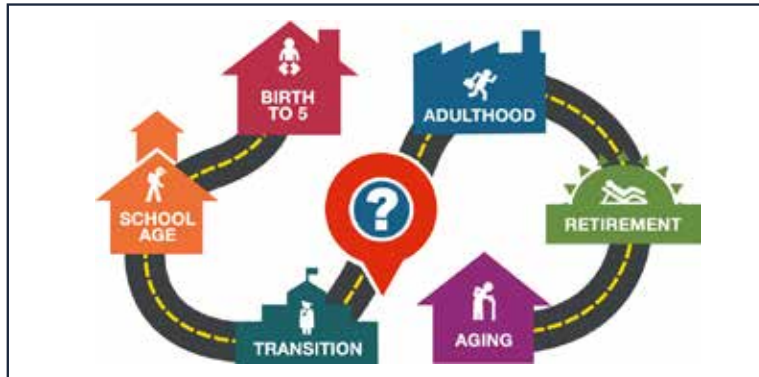 BIRTH
TO 5
SCHOOL
AGE
TRANSITION
?
ADULTHOOD
RETIREMENT
AGING